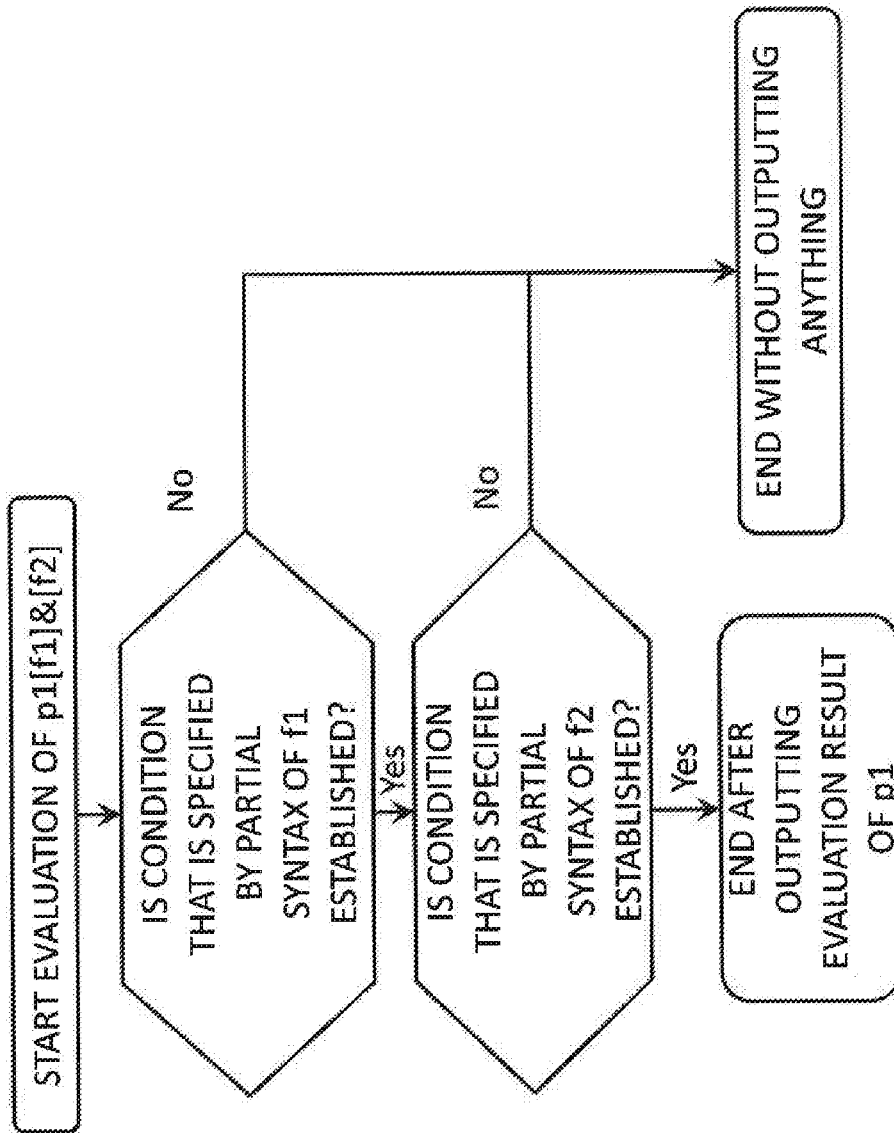 START EVALUATION OF p1[f1]&[f2]
IS CONDITION
THAT IS SPECIFIED
BY PARTIAL
SYNTAX OF f1
ESTABLISHED?
No
Yes
IS CONDITION
THAT IS SPECIFIED
BY PARTIAL
SYNTAX OF f2
ESTABLISHED?
No
Yes
END AFTER
OUTPUTTING
EVALUATION RESULT
OF p1
END WITHOUT OUTPUTTING
ANYTHING